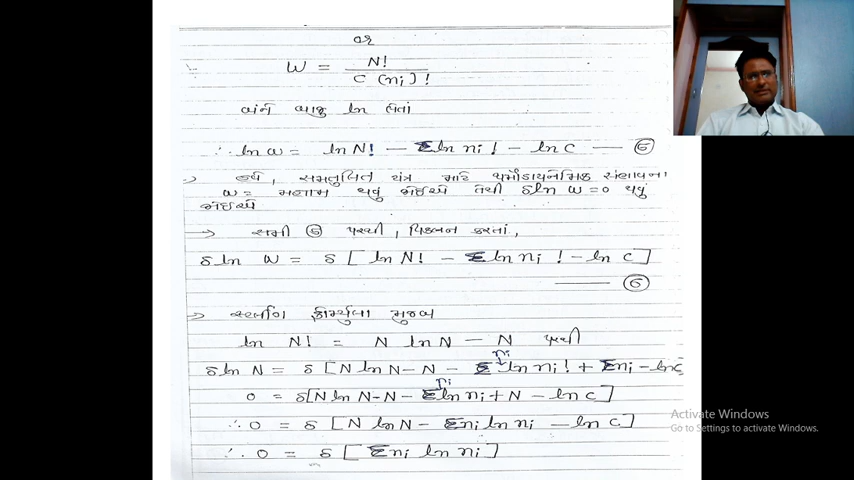 or
W = N! / C (ni)!
બંને બાજુ ln લેતાં
∴ ln ω = ln N! − Σ ln ni ! − ln C —— ⑤
હવે, સમતુલિત તંત્ર માટે થર્મોડાયનેમિક સંભાવના
ω = મહત્તમ થવું જોઈએ તેથી δ ln ω = 0 થવું
જોઈએ
→ સમી ⑤ પરથી, વિકલન કરતાં,
δ ln ω = δ [ ln N! − Σ ln ni ! − ln C ]
—— ⑥
→ સ્ટર્લીંગ ફોર્મ્યુલા મુજબ
ln N! = N ln N − N પરથી
δ ln N = δ [ N ln N − N − Σ ni ln ni ! + Σ ni − ln C
0 = δ[ N ln N − N − Σ ni ln ni + N − ln C ]
∴ 0 = δ [ N ln N − Σ ni ln ni − ln C ]
∴ 0 = δ [ Σ ni ln ni ]
Activate Windows
Go to Settings to activate Windows.